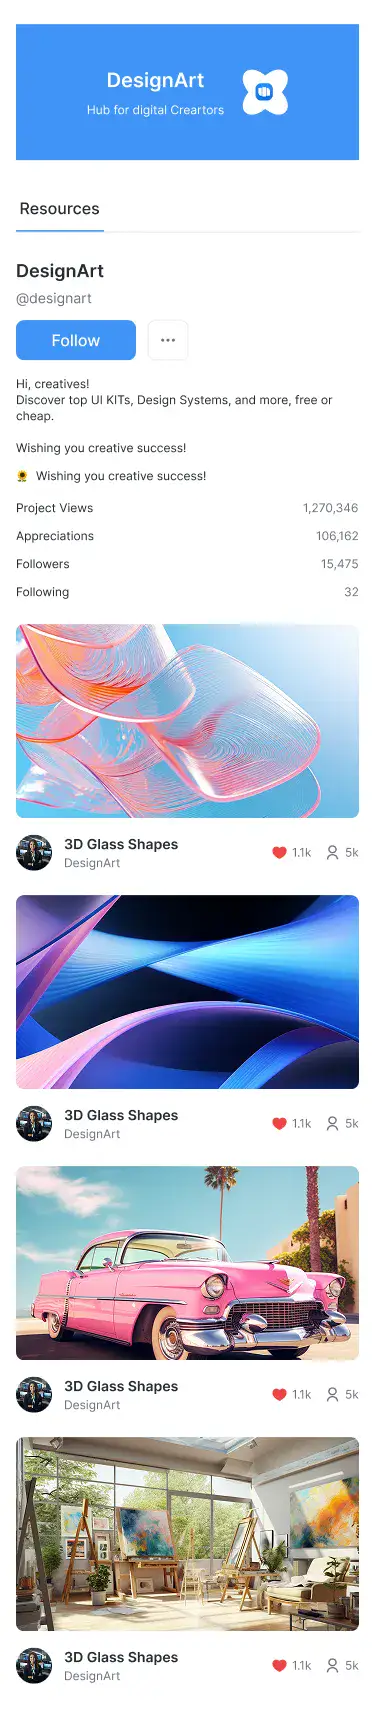 DesignArt
Hub for digital Creartors
Resources
DesignArt
@designart
Follow
Hi, creatives!
Discover top UI KITs, Design Systems, and more, free or
cheap.
Wishing you creative success!
🌻 Wishing you creative success!
Project Views 1,270,346
Appreciations 106,162
Followers 15,475
Following 32
3D Glass Shapes
DesignArt
1.1k 5k
3D Glass Shapes
DesignArt
1.1k 5k
3D Glass Shapes
DesignArt
1.1k 5k
3D Glass Shapes
DesignArt
1.1k 5k